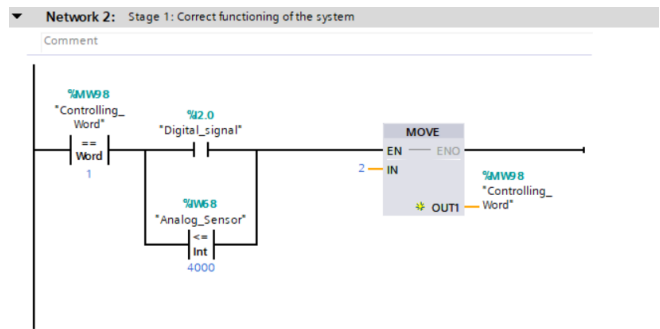 Network 2: Stage 1: Correct functioning of the system
Comment
%MW98
"Controlling_
Word"
==
Word
1
%I2.0
"Digital_signal"
%IW68
"Analog_Sensor"
<=
Int
4000
MOVE
EN ENO
2 IN
OUT1
%MW98
"Controlling_
Word"